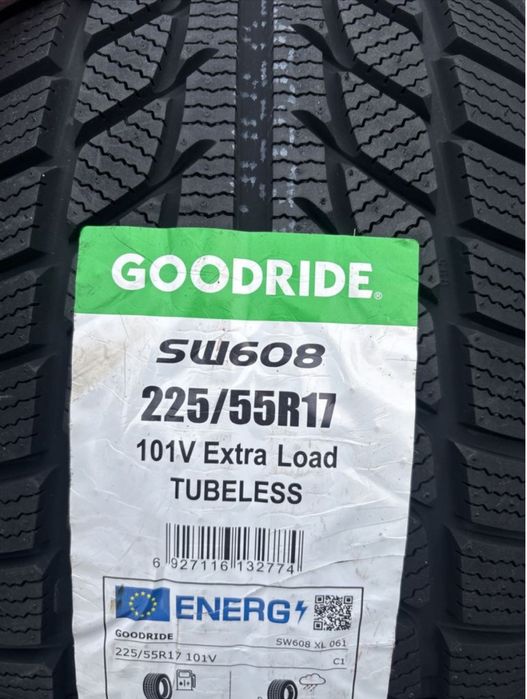 GOODRIDE®
SW608
225/55R17
101V Extra Load
TUBELESS
6 927116 132774
ENERG
GOODRIDE
SW608 XL 061
225/55R17 101V
C1